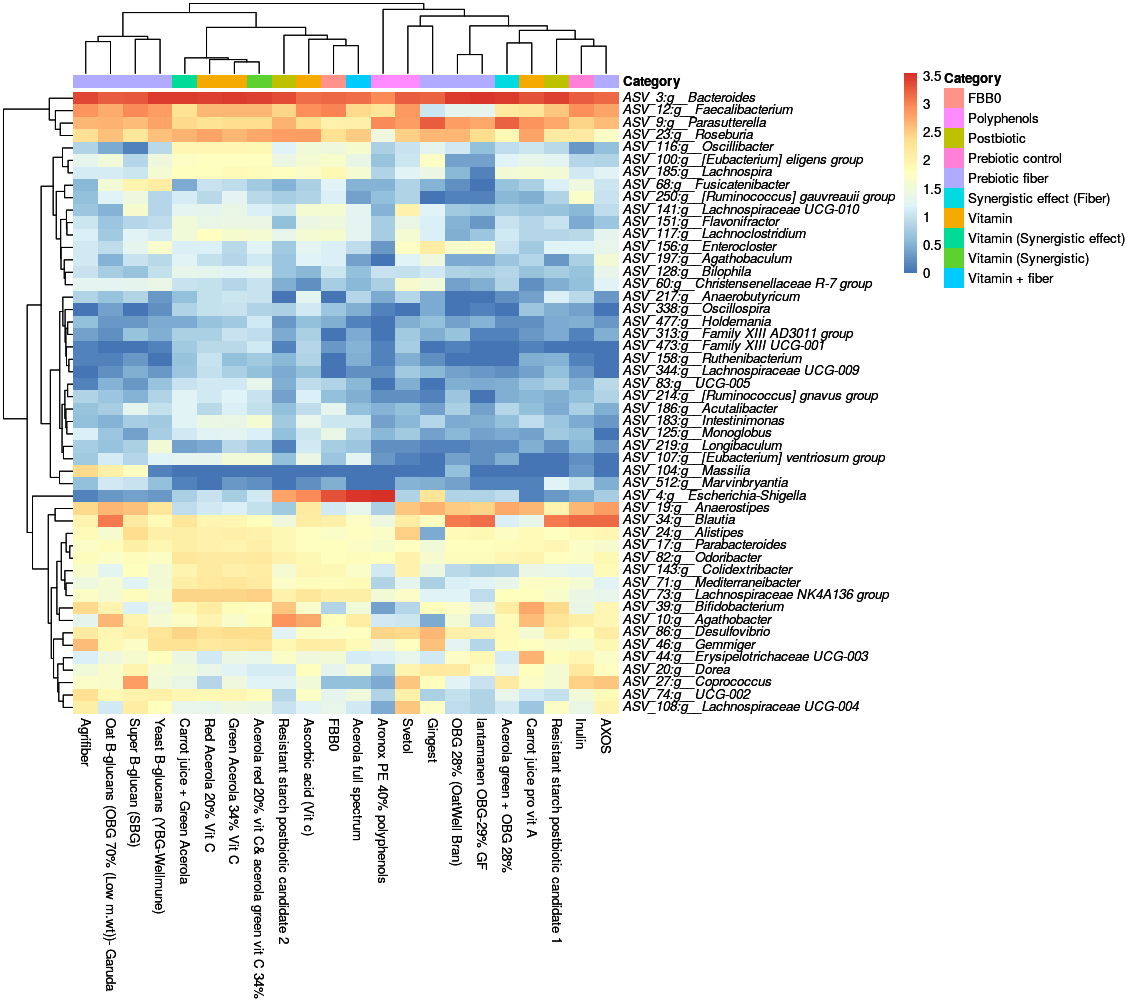 Category
ASV_3:g__Bacteroides
ASV_12:g__Faecalibacterium
ASV_9:g__Parasutterella
ASV_23:g__Roseburia
ASV_116:g__Oscillibacter
ASV_100:g__[Eubacterium] eligens group
ASV_185:g__Lachnospira
ASV_68:g__Fusicatenibacter
ASV_250:g__[Ruminococcus] gauvreauii group
ASV_141:g__Lachnospiraceae UCG-010
ASV_151:g__Flavonifractor
ASV_117:g__Lachnoclostridium
ASV_156:g__Enterocloster
ASV_197:g__Agathobaculum
ASV_128:g__Bilophila
ASV_60:g__Christensenellaceae R-7 group
ASV_217:g__Anaerobutyricum
ASV_338:g__Oscillospira
ASV_477:g__Holdemania
ASV_313:g__Family XIII AD3011 group
ASV_473:g__Family XIII UCG-001
ASV_158:g__Ruthenibacterium
ASV_344:g__Lachnospiraceae UCG-009
ASV_83:g__UCG-005
ASV_214:g__[Ruminococcus] gnavus group
ASV_186:g__Acutalibacter
ASV_183:g__Intestinimonas
ASV_125:g__Monoglobus
ASV_219:g__Longibaculum
ASV_107:g__[Eubacterium] ventriosum group
ASV_104:g__Massilia
ASV_512:g__Marvinbryantia
ASV_4:g__Escherichia-Shigella
ASV_19:g__Anaerostipes
ASV_34:g__Blautia
ASV_24:g__Alistipes
ASV_17:g__Parabacteroides
ASV_82:g__Odoribacter
ASV_143:g__Colidextribacter
ASV_71:g__Mediterraneibacter
ASV_73:g__Lachnospiraceae NK4A136 group
ASV_39:g__Bifidobacterium
ASV_10:g__Agathobacter
ASV_86:g__Desulfovibrio
ASV_46:g__Gemmiger
ASV_44:g__Erysipelotrichaceae UCG-003
ASV_20:g__Dorea
ASV_27:g__Coprococcus
ASV_74:g__UCG-002
ASV_108:g__Lachnospiraceae UCG-004
Agrifiber
Oat B-glucans (OBG 70% (Low m.wt))- Garuda
Super B-glucan (SBG)
Yeast B-glucans (YBG-Wellmune)
Carrot juice + Green Acerola
Red Acerola 20% Vit C
Green Acerola 34% Vit C
Acerola red 20% vit C& acerola green vit C 34%
Resistant starch postbiotic candidate 2
Ascorbic acid (Vit c)
FBB0
Acerola full spectrum
Aronox PE 40% polyphenols
Svetol
Gingest
OBG 28% (OatWell Bran)
lantamanen OBG-29% GF
Acerola green + OBG 28%
Carrot juice pro vit A
Resistant starch postbiotic candidate 1
Inulin
AXOS
3.5
3
2.5
2
1.5
1
0.5
0
Category
FBB0
Polyphenols
Postbiotic
Prebiotic control
Prebiotic fiber
Synergistic effect (Fiber)
Vitamin
Vitamin (Synergistic effect)
Vitamin (Synergistic)
Vitamin + fiber